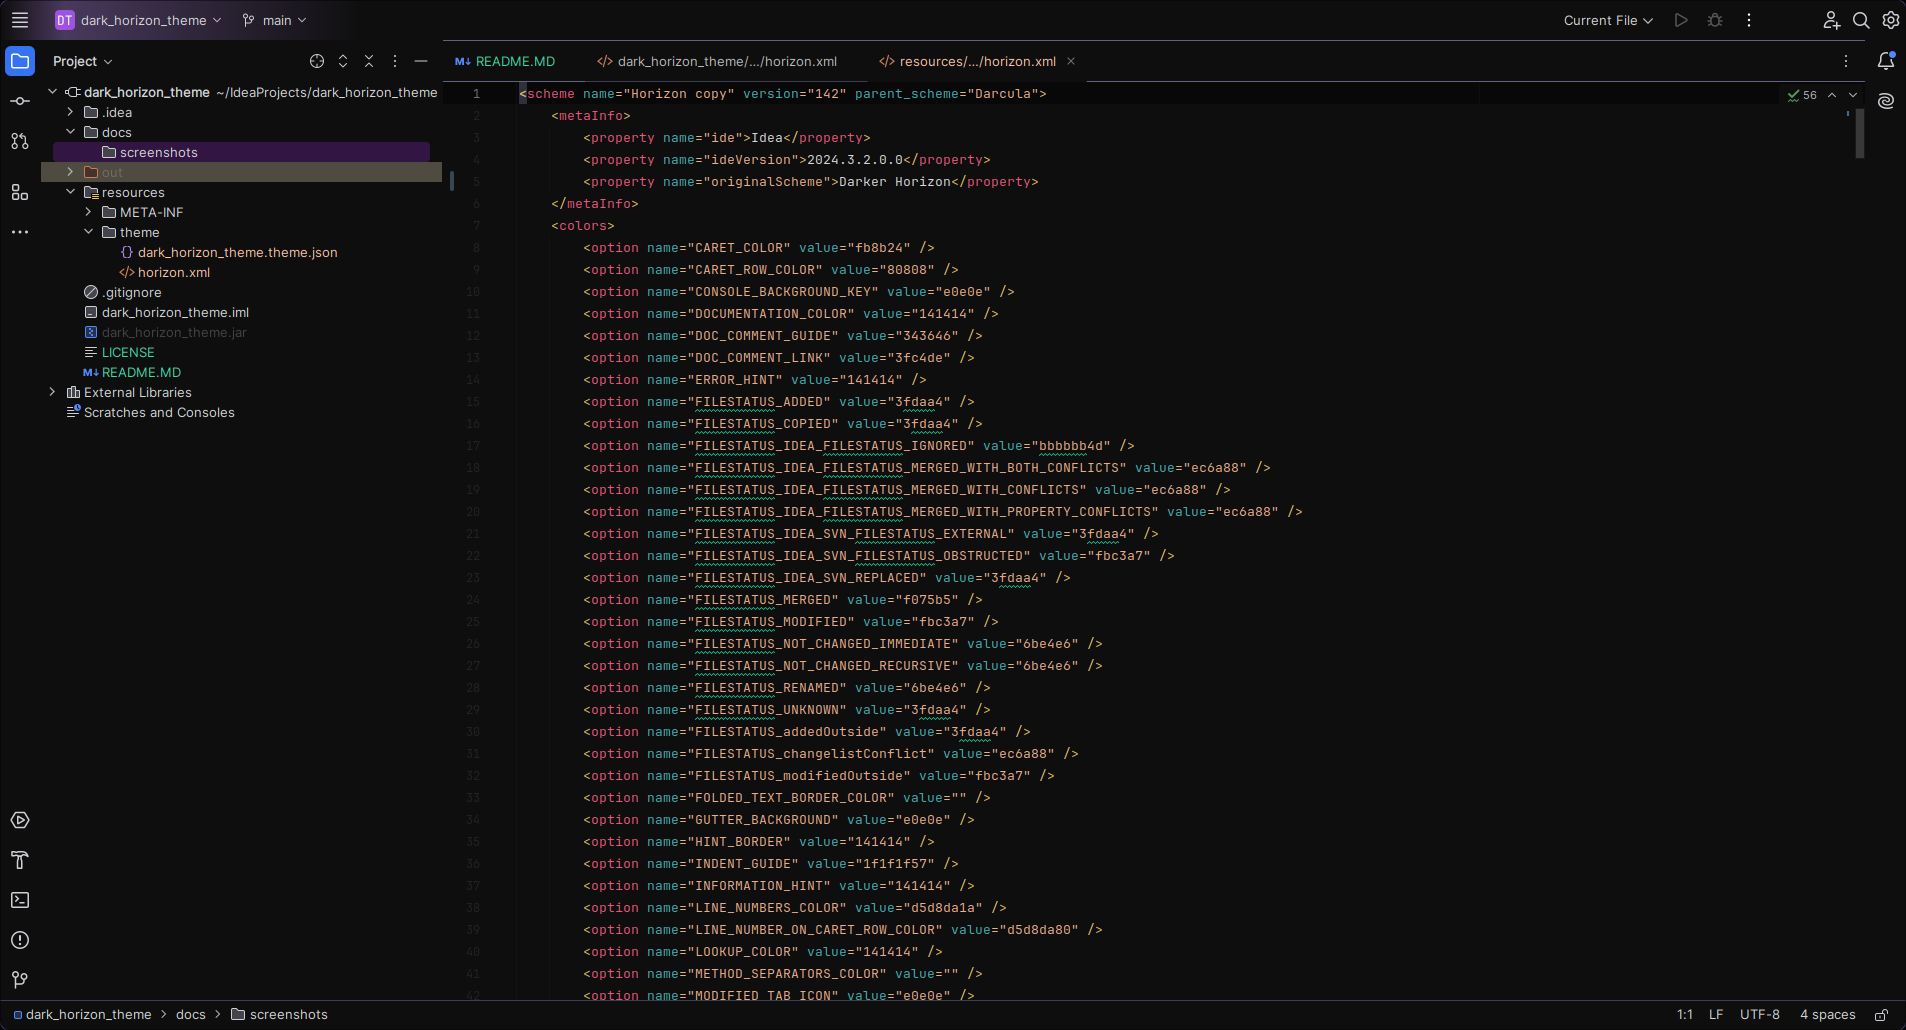 DT dark_horizon_theme main Current File
Project
README.MD dark_horizon_theme/.../horizon.xml resources/.../horizon.xml
dark_horizon_theme ~/IdeaProjects/dark_horizon_theme
.idea
docs
screenshots
out
resources
META-INF
theme
dark_horizon_theme.theme.json
horizon.xml
.gitignore
dark_horizon_theme.iml
dark_horizon_theme.jar
LICENSE
README.MD
External Libraries
Scratches and Consoles
56
1 <scheme name="Horizon copy" version="142" parent_scheme="Darcula">
2 <metaInfo>
3 <property name="ide">Idea</property>
4 <property name="ideVersion">2024.3.2.0.0</property>
5 <property name="originalScheme">Darker Horizon</property>
6 </metaInfo>
7 <colors>
8 <option name="CARET_COLOR" value="fb8b24" />
9 <option name="CARET_ROW_COLOR" value="80808" />
10 <option name="CONSOLE_BACKGROUND_KEY" value="e0e0e" />
11 <option name="DOCUMENTATION_COLOR" value="141414" />
12 <option name="DOC_COMMENT_GUIDE" value="343646" />
13 <option name="DOC_COMMENT_LINK" value="3fc4de" />
14 <option name="ERROR_HINT" value="141414" />
15 <option name="FILESTATUS_ADDED" value="3fdaa4" />
16 <option name="FILESTATUS_COPIED" value="3fdaa4" />
17 <option name="FILESTATUS_IDEA_FILESTATUS_IGNORED" value="bbbbbb4d" />
18 <option name="FILESTATUS_IDEA_FILESTATUS_MERGED_WITH_BOTH_CONFLICTS" value="ec6a88" />
19 <option name="FILESTATUS_IDEA_FILESTATUS_MERGED_WITH_CONFLICTS" value="ec6a88" />
20 <option name="FILESTATUS_IDEA_FILESTATUS_MERGED_WITH_PROPERTY_CONFLICTS" value="ec6a88" />
21 <option name="FILESTATUS_IDEA_SVN_FILESTATUS_EXTERNAL" value="3fdaa4" />
22 <option name="FILESTATUS_IDEA_SVN_FILESTATUS_OBSTRUCTED" value="fbc3a7" />
23 <option name="FILESTATUS_IDEA_SVN_REPLACED" value="3fdaa4" />
24 <option name="FILESTATUS_MERGED" value="f075b5" />
25 <option name="FILESTATUS_MODIFIED" value="fbc3a7" />
26 <option name="FILESTATUS_NOT_CHANGED_IMMEDIATE" value="6be4e6" />
27 <option name="FILESTATUS_NOT_CHANGED_RECURSIVE" value="6be4e6" />
28 <option name="FILESTATUS_RENAMED" value="6be4e6" />
29 <option name="FILESTATUS_UNKNOWN" value="3fdaa4" />
30 <option name="FILESTATUS_addedOutside" value="3fdaa4" />
31 <option name="FILESTATUS_changelistConflict" value="ec6a88" />
32 <option name="FILESTATUS_modifiedOutside" value="fbc3a7" />
33 <option name="FOLDED_TEXT_BORDER_COLOR" value="" />
34 <option name="GUTTER_BACKGROUND" value="e0e0e" />
35 <option name="HINT_BORDER" value="141414" />
36 <option name="INDENT_GUIDE" value="1f1f1f57" />
37 <option name="INFORMATION_HINT" value="141414" />
38 <option name="LINE_NUMBERS_COLOR" value="d5d8da1a" />
39 <option name="LINE_NUMBER_ON_CARET_ROW_COLOR" value="d5d8da80" />
40 <option name="LOOKUP_COLOR" value="141414" />
41 <option name="METHOD_SEPARATORS_COLOR" value="" />
42 <option name="MODIFIED_TAB_ICON" value="e0e0e" />
dark_horizon_theme docs screenshots 1:1 LF UTF-8 4 spaces